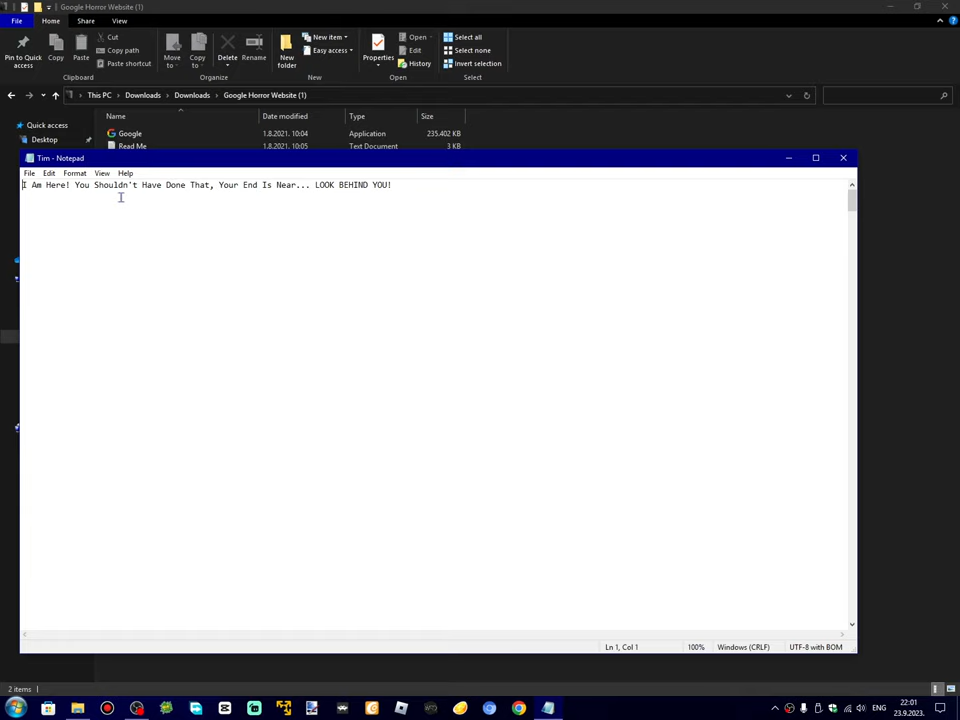 Google Horror Website (1)
File Home Share View
Pin to Quick access
Copy
Paste
Cut
Copy path
Paste shortcut
Clipboard
Move to
Copy to
Delete
Rename
Organize
New folder
New item
Easy access
New
Properties
Open
Edit
History
Open
Select all
Select none
Invert selection
Select
This PC > Downloads > Downloads > Google Horror Website (1)
Quick access
Desktop
Name Date modified Type Size
Google 1.8.2021. 10:04 Application 235.402 KB
Read Me 1.8.2021. 10:05 Text Document 3 KB
Tim - Notepad
File Edit Format View Help
I Am Here! You Shouldn't Have Done That, Your End Is Near... LOOK BEHIND YOU!
Ln 1, Col 1 100% Windows (CRLF) UTF-8 with BOM
2 items
ENG
22:01
23.9.2023.